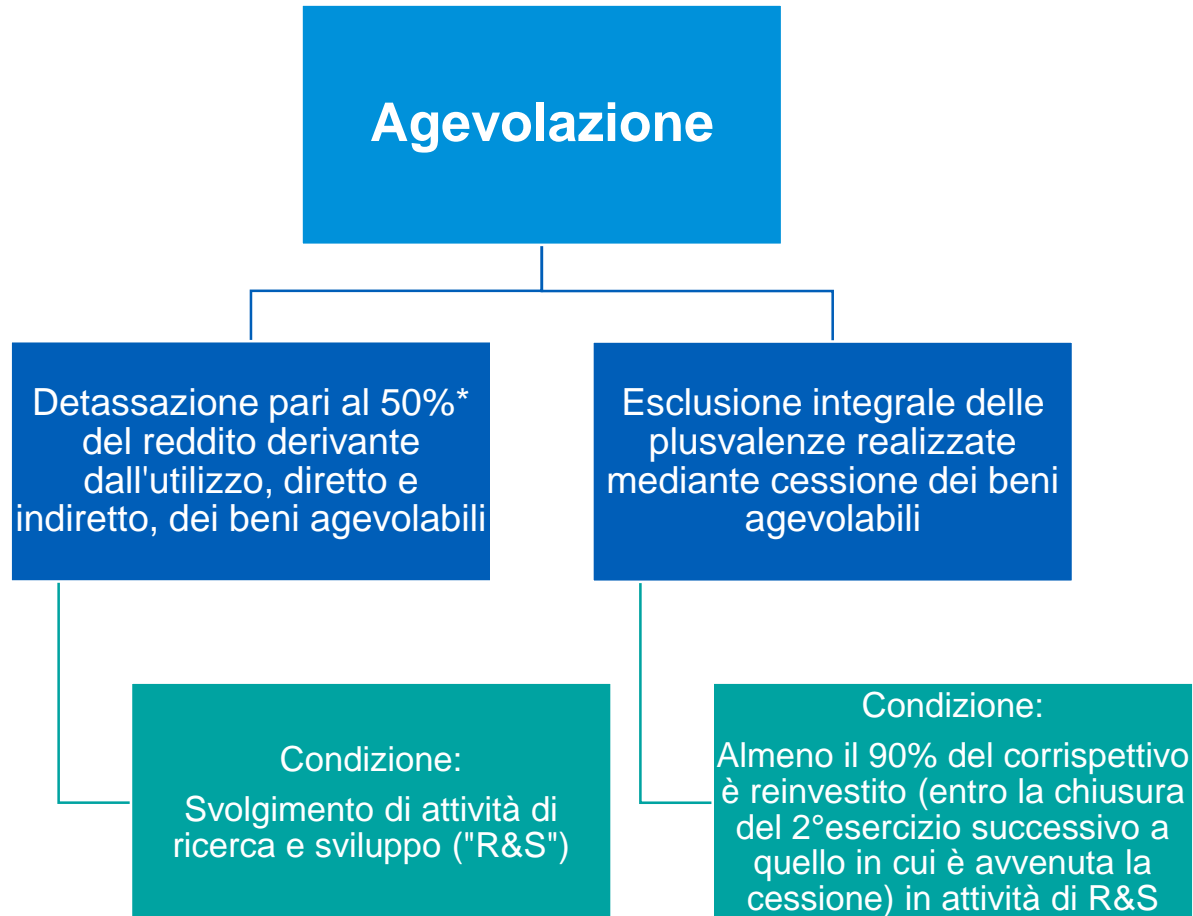 Agevolazione
Detassazione pari al 50%*
del reddito derivante
dall'utilizzo, diretto e
indiretto, dei beni agevolabili
Esclusione integrale delle
plusvalenze realizzate
mediante cessione dei beni
agevolabili
Condizione:
Svolgimento di attività di
ricerca e sviluppo ("R&S")
Condizione:
Almeno il 90% del corrispettivo
è reinvestito (entro la chiusura
del 2°esercizio successivo a
quello in cui è avvenuta la
cessione) in attività di R&S